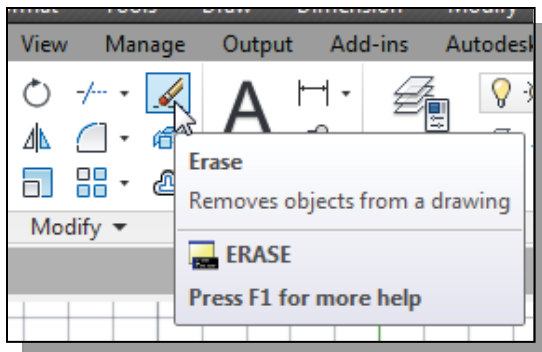 View Manage Output Add-ins Autodesk
A
Erase
Removes objects from a drawing
Modify
ERASE
Press F1 for more help